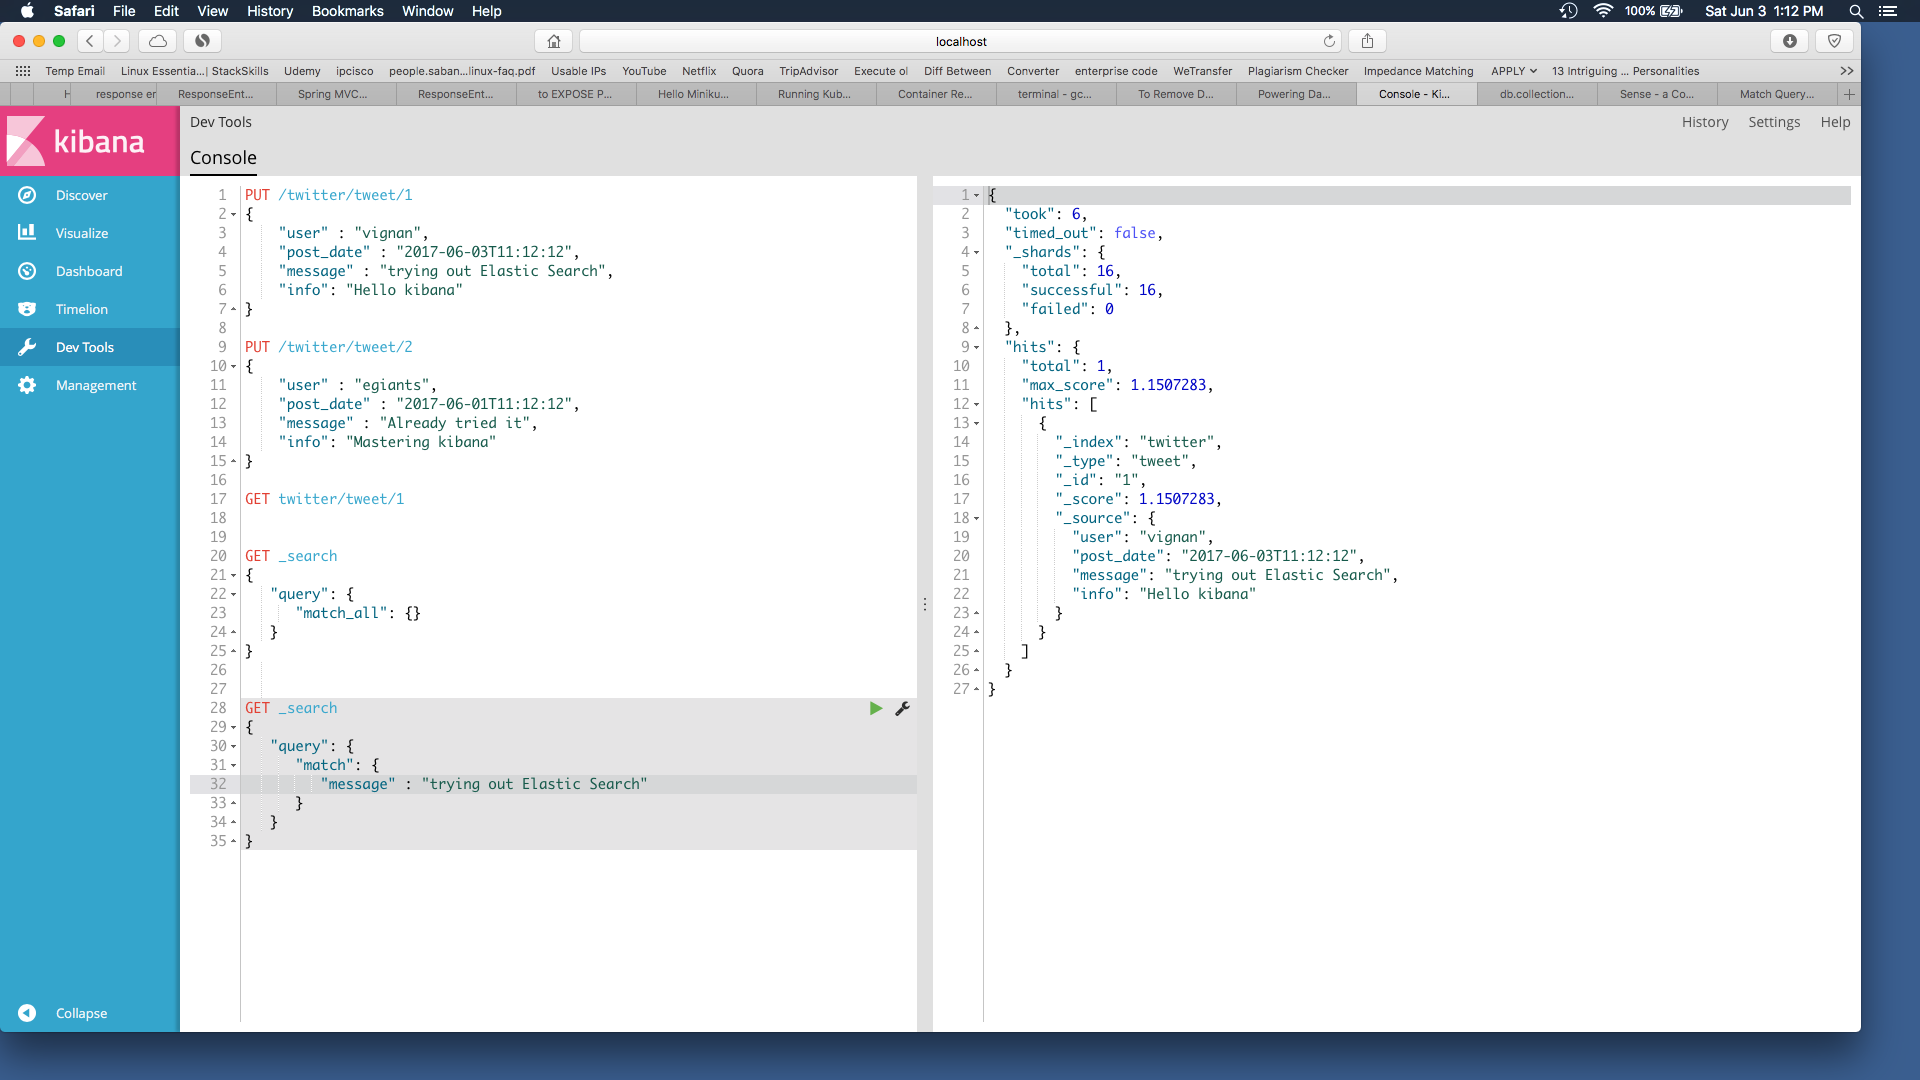 Safari File Edit View History Bookmarks Window Help 100% Sat Jun 3 1:12 PM
localhost
Temp Email Linux Essentia...| StackSkills Udemy ipcisco people.saban...linux-faq.pdf Usable IPs YouTube Netflix Quora TripAdvisor Execute ol Diff Between Converter enterprise code WeTransfer Plagiarism Checker Impedance Matching APPLY 13 Intriguing ... Personalities >>
response er ResponseEnt... Spring MVC... ResponseEnt... to EXPOSE P... Hello Miniku... Running Kub... Container Re... terminal - gc... To Remove D... Powering Da... Console - Ki... db.collection... Sense - a Co... Match Query... +
kibana
Discover
Visualize
Dashboard
Timelion
Dev Tools
Management
Collapse
Dev Tools
History Settings Help
Console
1 PUT /twitter/tweet/1
2 {
3 "user" : "vignan",
4 "post_date" : "2017-06-03T11:12:12",
5 "message" : "trying out Elastic Search",
6 "info": "Hello kibana"
7 }
8
9 PUT /twitter/tweet/2
10 {
11 "user" : "egiants",
12 "post_date" : "2017-06-01T11:12:12",
13 "message" : "Already tried it",
14 "info": "Mastering kibana"
15 }
16
17 GET twitter/tweet/1
18
19
20 GET _search
21 {
22 "query": {
23 "match_all": {}
24 }
25 }
26
27
28 GET _search
29 {
30 "query": {
31 "match": {
32 "message" : "trying out Elastic Search"
33 }
34 }
35 }
1 {
2 "took": 6,
3 "timed_out": false,
4 "_shards": {
5 "total": 16,
6 "successful": 16,
7 "failed": 0
8 },
9 "hits": {
10 "total": 1,
11 "max_score": 1.1507283,
12 "hits": [
13 {
14 "_index": "twitter",
15 "_type": "tweet",
16 "_id": "1",
17 "_score": 1.1507283,
18 "_source": {
19 "user": "vignan",
20 "post_date": "2017-06-03T11:12:12",
21 "message": "trying out Elastic Search",
22 "info": "Hello kibana"
23 }
24 }
25 ]
26 }
27 }